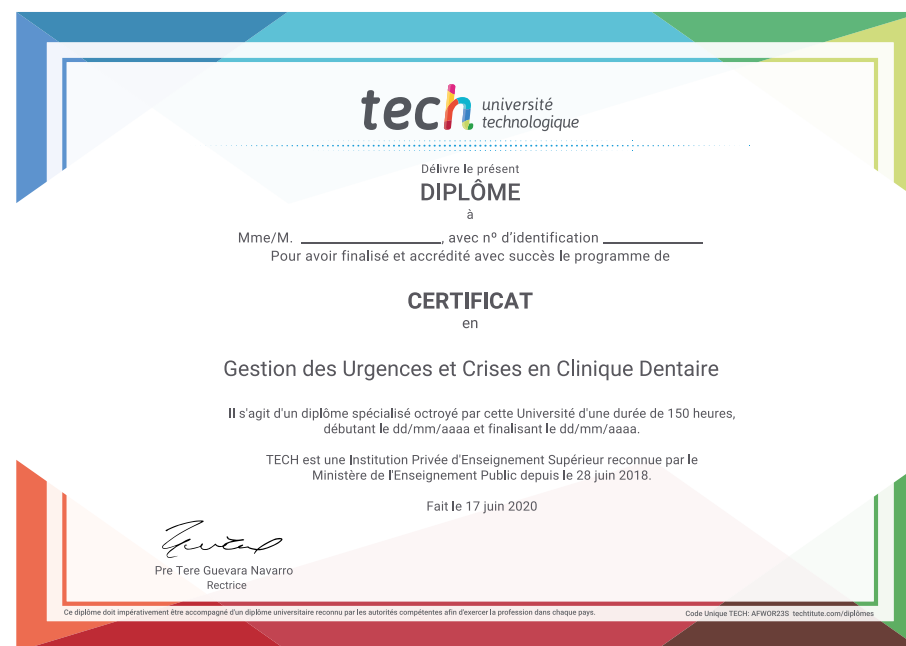 tech université
technologique
Délivre le présent
DIPLÔME
à
Mme/M. ____________________, avec nº d'identification ______________
Pour avoir finalisé et accrédité avec succès le programme de
CERTIFICAT
en
Gestion des Urgences et Crises en Clinique Dentaire
Il s'agit d'un diplôme spécialisé octroyé par cette Université d'une durée de 150 heures,
débutant le dd/mm/aaaa et finalisant le dd/mm/aaaa.
TECH est une Institution Privée d'Enseignement Supérieur reconnue par le
Ministère de l'Enseignement Public depuis le 28 juin 2018.
Fait le 17 juin 2020
Pre Tere Guevara Navarro
Rectrice
Ce diplôme doit impérativement être accompagné d'un diplôme universitaire reconnu par les autorités compétentes afin d'exercer la profession dans chaque pays.
Code Unique TECH: AFWOR23S techtitute.com/diplômes